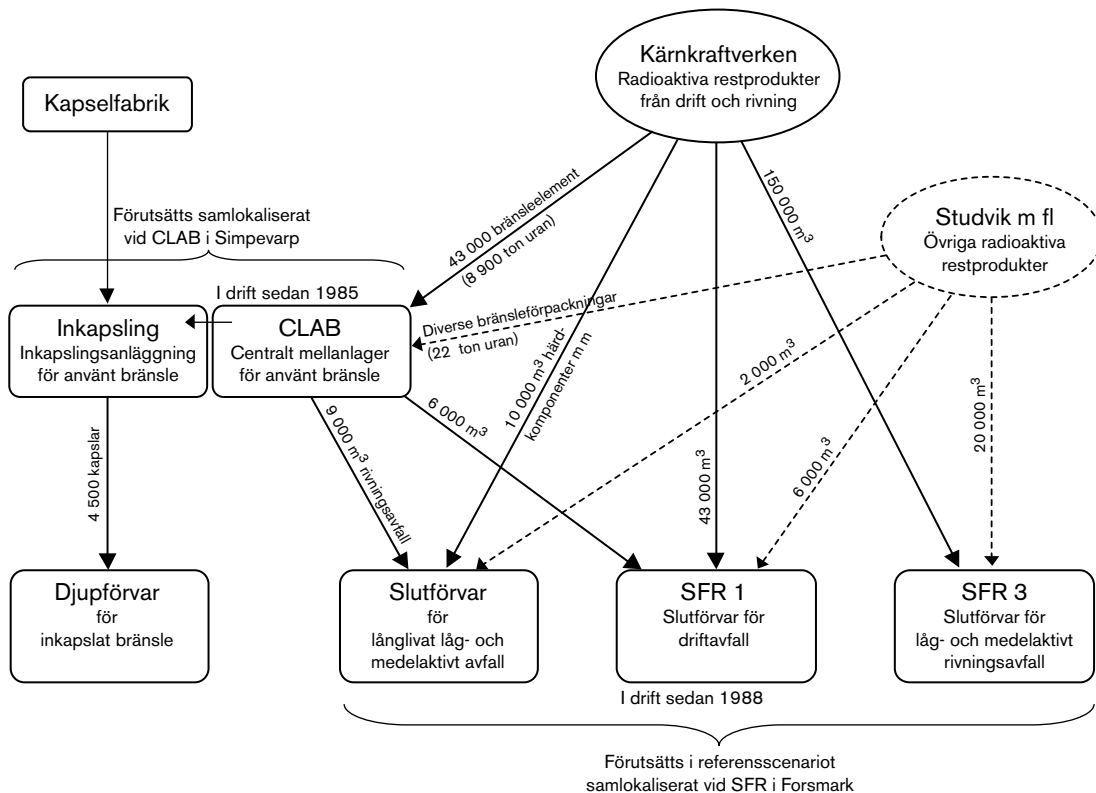 Kärnkraftverken
Radioaktiva restprodukter
från drift och rivning
Kapselfabrik
150 000 m³
43 000 bränsleelement
(8 900 ton uran)
Studvik m fl
Övriga radioaktiva
restprodukter
Förutsätts samlokaliserat
vid CLAB i Simpevarp
I drift sedan 1985
Inkapsling
Inkapslingsanläggning
för använt bränsle
CLAB
Centralt mellanlager
för använt bränsle
Diverse bränsleförpackningar
(22 ton uran)
10 000 m³ härd-
komponenter m m
2 000 m³
6 000 m³
9 000 m³ rivningsavfall
4 500 kapslar
43 000 m³
6 000 m³
20 000 m³
Djupförvar
för
inkapslat bränsle
Slutförvar
för
långlivat låg- och
medelaktivt avfall
SFR 1
Slutförvar för
driftavfall
SFR 3
Slutförvar för
låg- och medelaktivt
rivningsavfall
I drift sedan 1988
Förutsätts i referensscenariot
samlokaliserat vid SFR i Forsmark